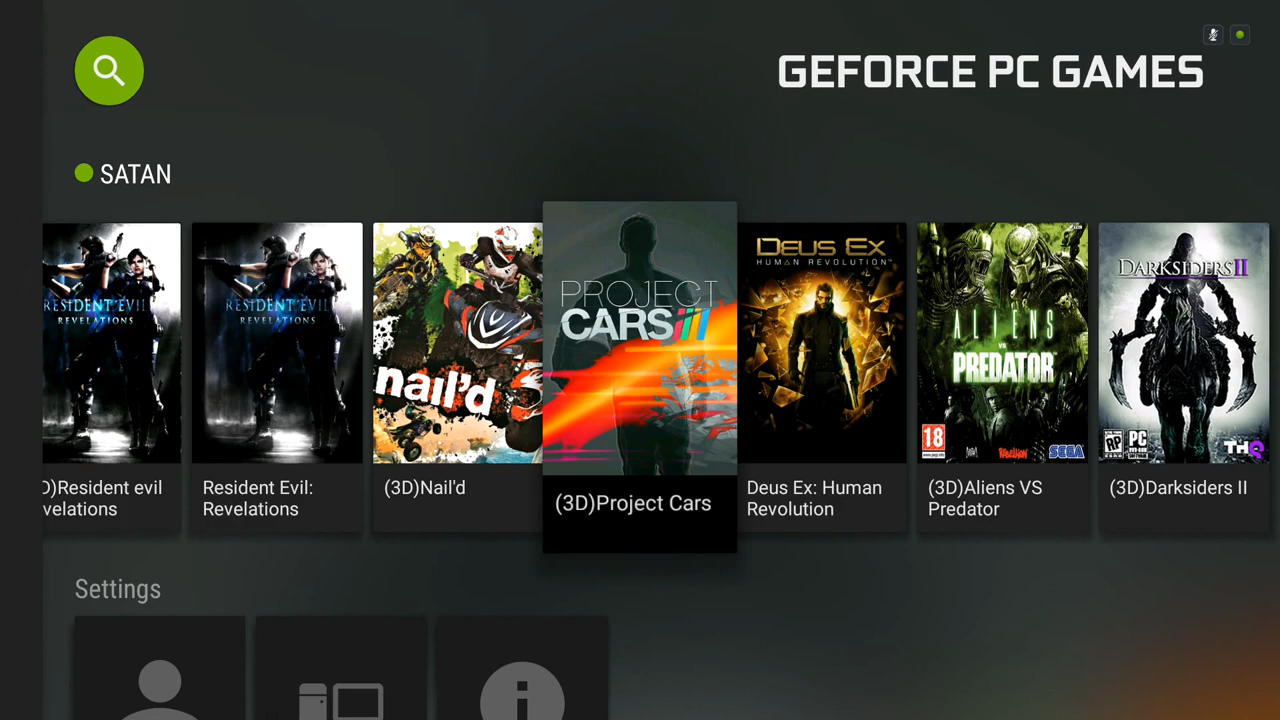 GEFORCE PC GAMES
SATAN
RESIDENT EVIL
REVELATIONS
RESIDENT EVIL
REVELATIONS
nail'd
PROJECT
CARS
DEUS EX
HUMAN REVOLUTION
ALIENS
VS
PREDATOR
18
REBELLION
SEGA
DARKSIDERS II
RP
PC
THQ
D)Resident evil
velations
Resident Evil:
Revelations
(3D)Nail'd
(3D)Project Cars
Deus Ex: Human
Revolution
(3D)Aliens VS
Predator
(3D)Darksiders II
Settings